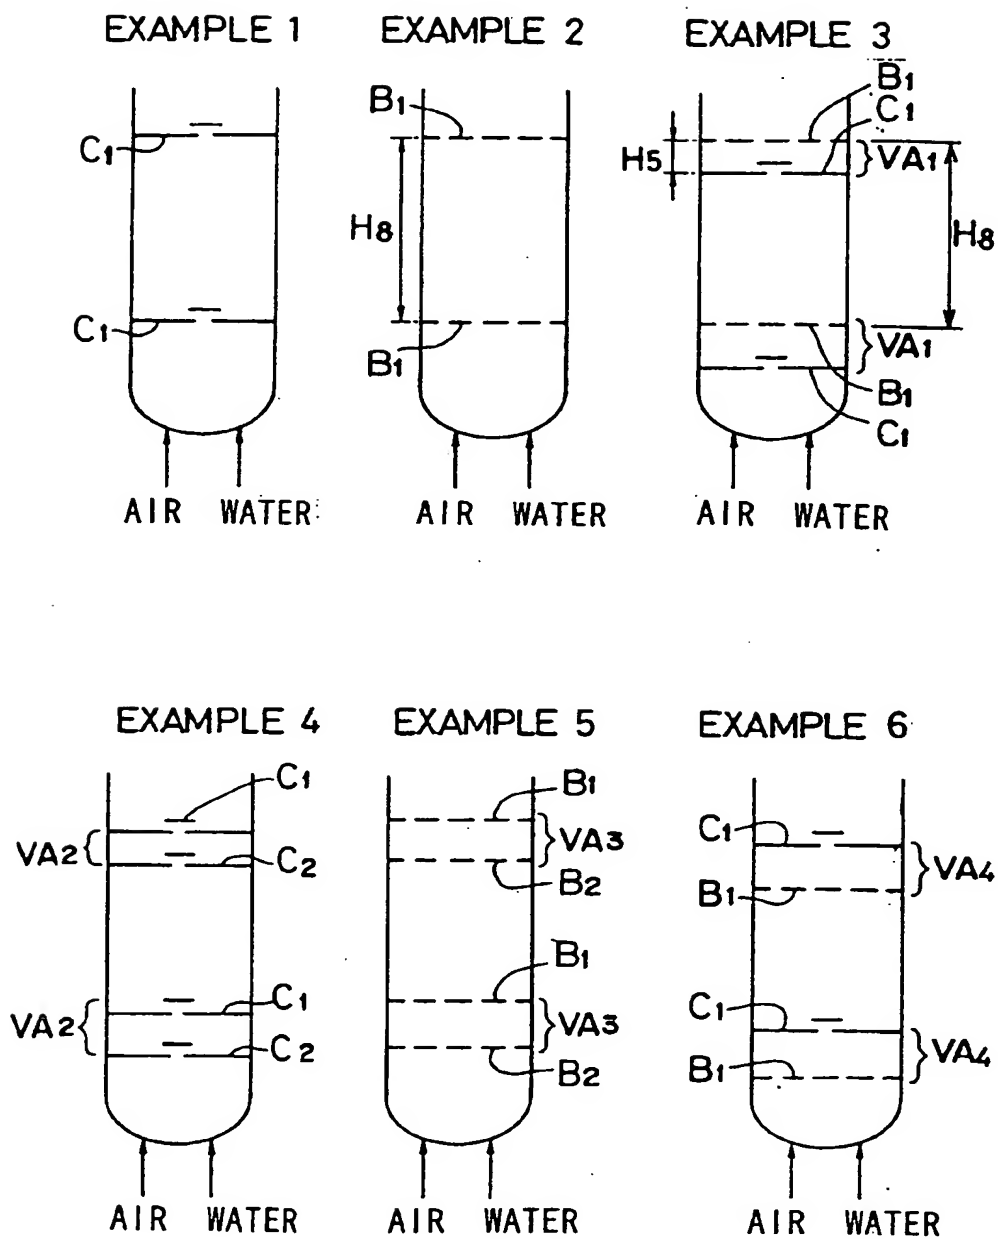 EXAMPLE 1
C1
C1
AIR WATER
EXAMPLE 2
B1
H8
B1
AIR WATER
EXAMPLE 3
B1
C1
H5
VA1
H8
VA1
B1
C1
AIR WATER
EXAMPLE 4
C1
VA2
C2
C1
VA2
C2
AIR WATER
EXAMPLE 5
B1
VA3
B2
B1
VA3
B2
AIR WATER
EXAMPLE 6
C1
VA4
B1
C1
VA4
B1
AIR WATER